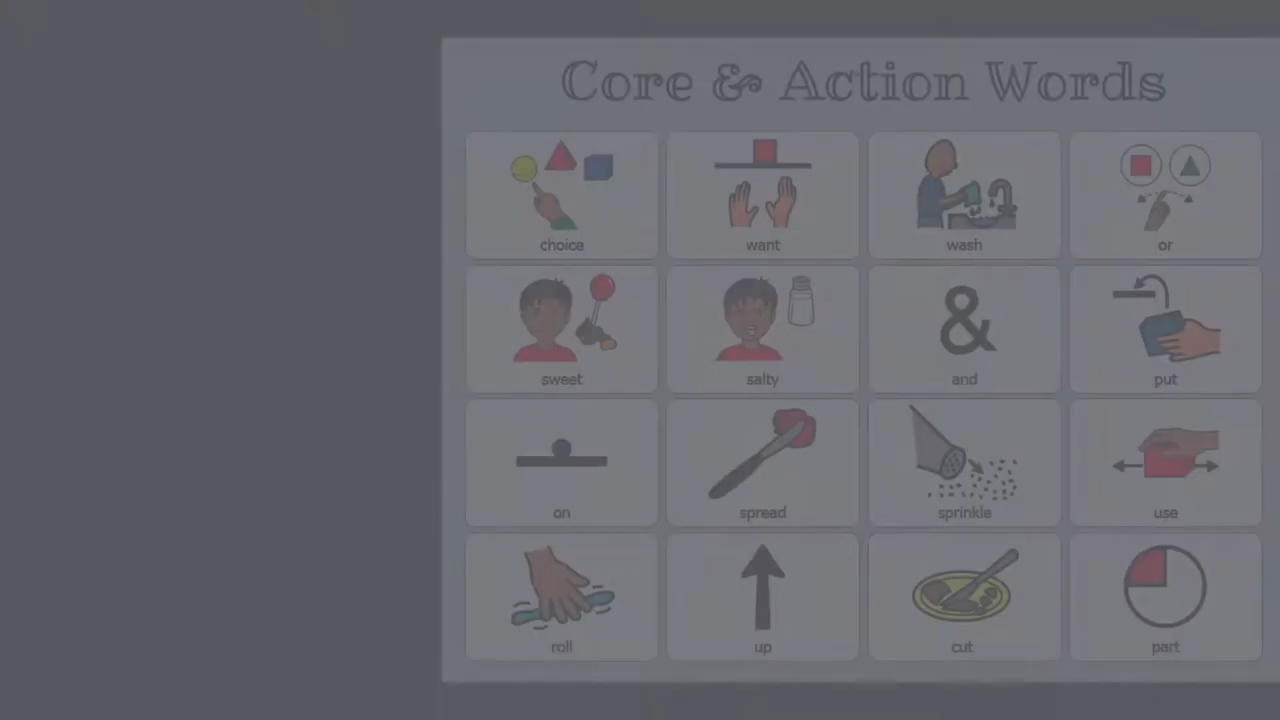 Core & Action Words
choice want wash or
sweet salty and put
&
on spread sprinkle use
roll up cut part